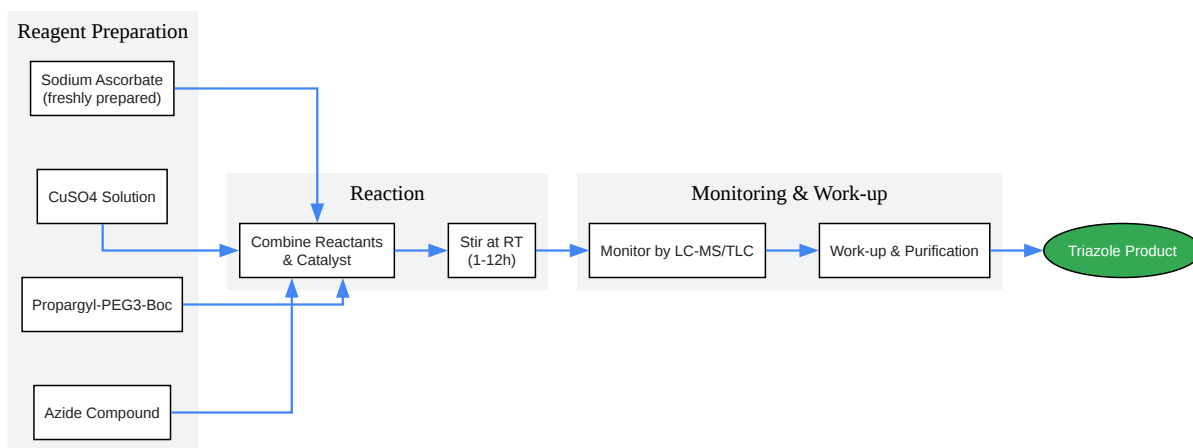 Reagent Preparation
Sodium Ascorbate
(freshly prepared)
CuSO4 Solution
Propargyl-PEG3-Boc
Azide Compound
Reaction
Combine Reactants
& Catalyst
Stir at RT
(1-12h)
Monitoring & Work-up
Monitor by LC-MS/TLC
Work-up & Purification
Triazole Product